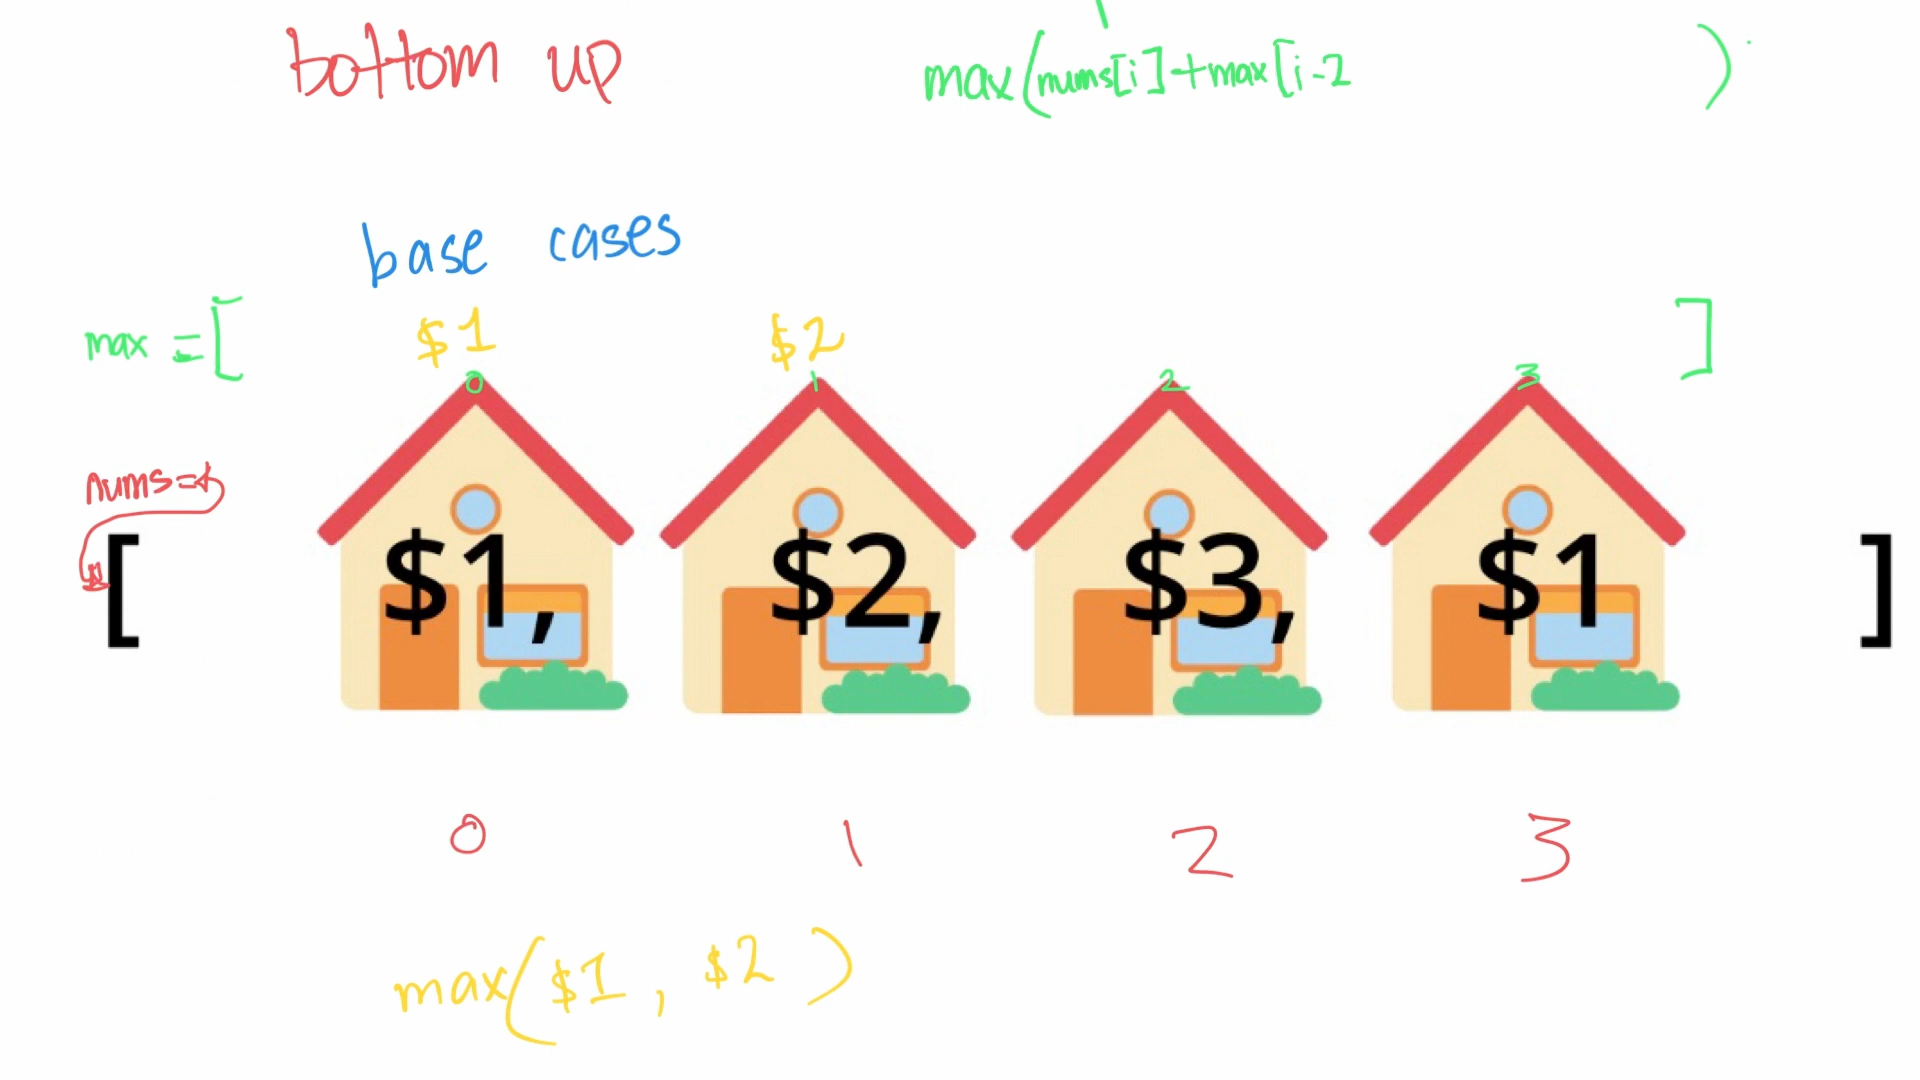 bottom up
max(nums[i]+max[i-2 )
base cases
max = [ $1 $2 ]
0 1 2 3
nums=
[ $1, $2, $3, $1 ]
0 1 2 3
max($1, $2 )